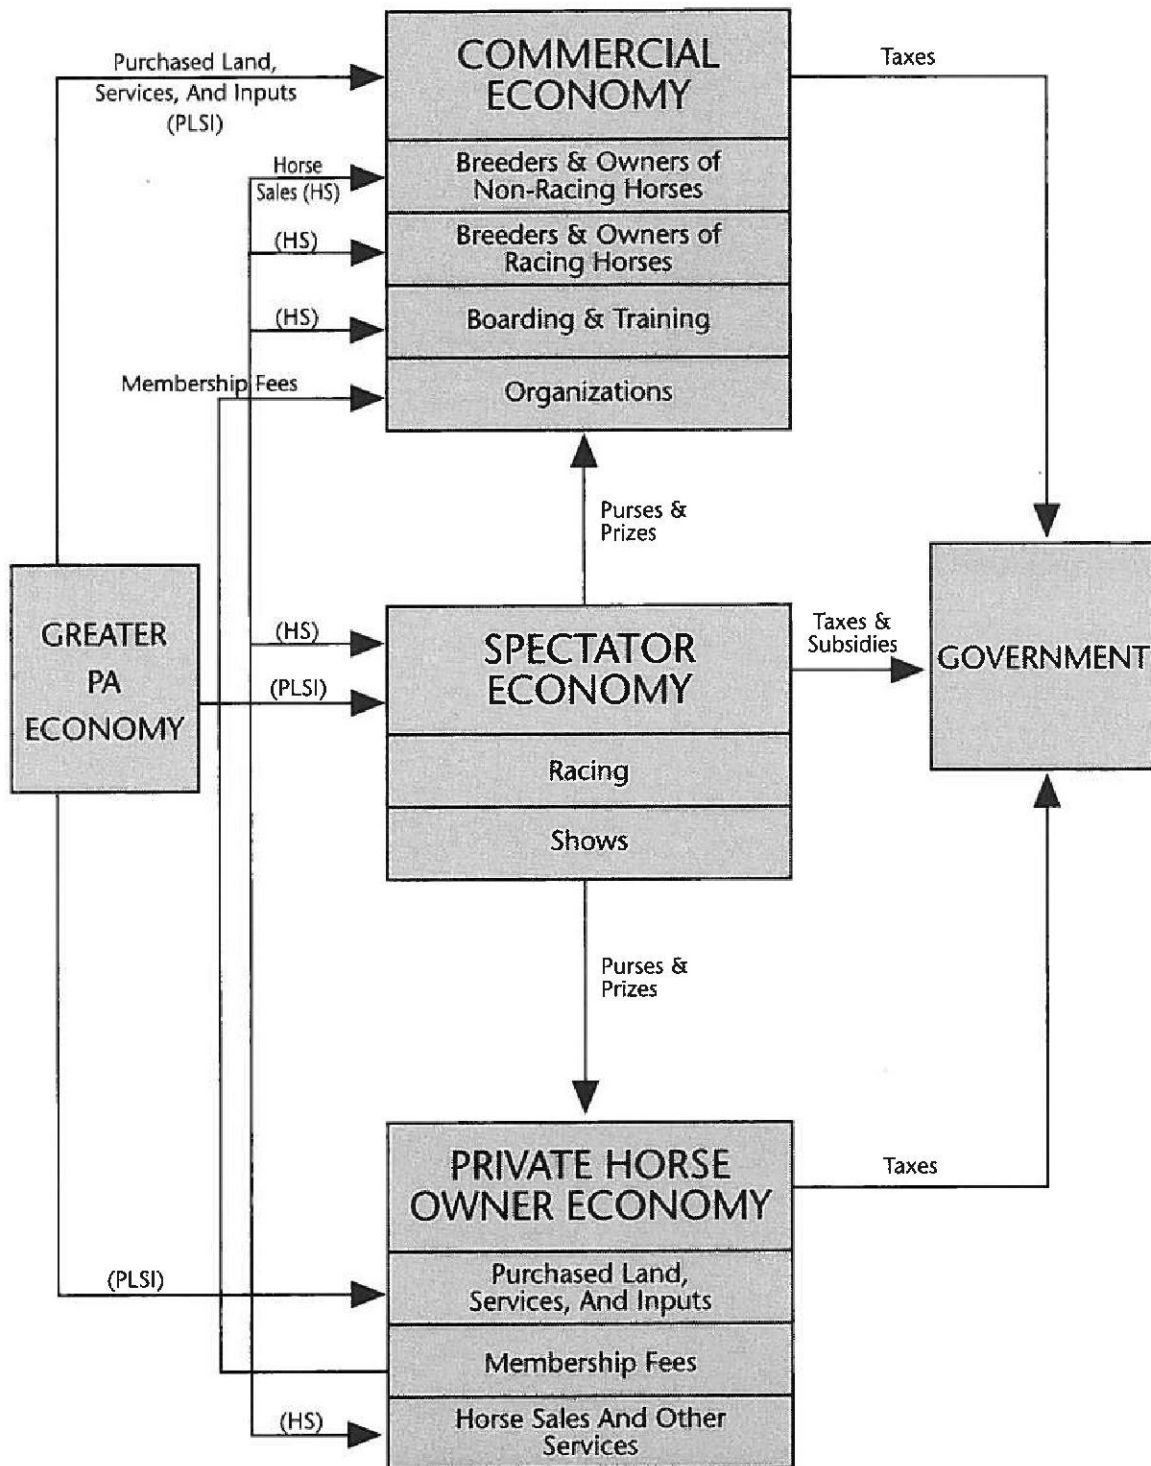 Purchased Land,
Services, And Inputs
(PLSI)
COMMERCIAL
ECONOMY
Taxes
Horse
Sales (HS)
Breeders & Owners of
Non-Racing Horses
(HS)
Breeders & Owners of
Racing Horses
(HS)
Boarding & Training
Membership Fees
Organizations
Purses &
Prizes
GREATER
PA
ECONOMY
(HS)
(PLSI)
SPECTATOR
ECONOMY
Taxes &
Subsidies
GOVERNMENT
Racing
Shows
Purses &
Prizes
PRIVATE HORSE
OWNER ECONOMY
Taxes
(PLSI)
Purchased Land,
Services, And Inputs
Membership Fees
(HS)
Horse Sales And Other
Services